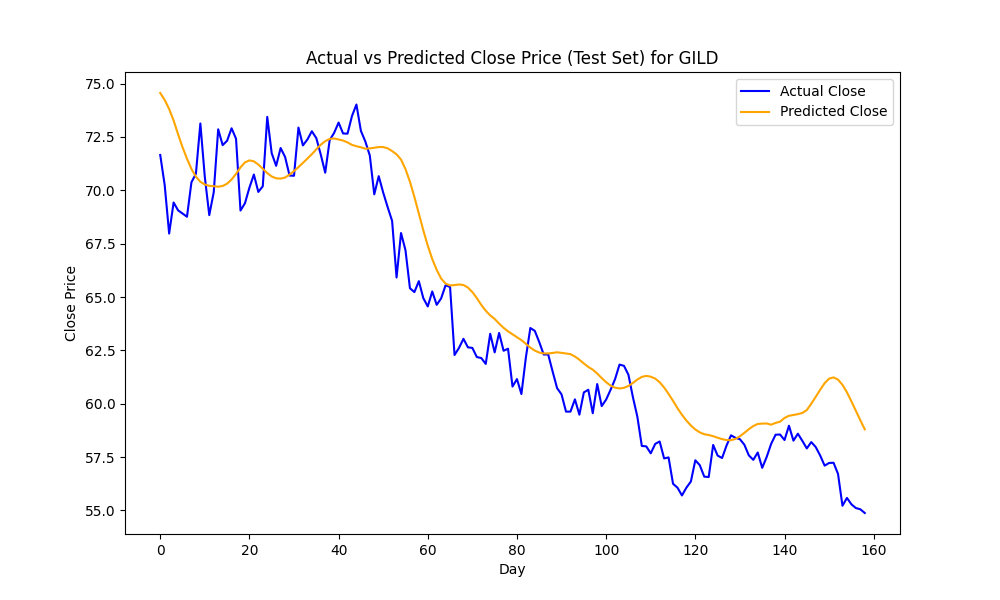 Actual vs Predicted Close Price (Test Set) for GILD
Actual Close
Predicted Close
75.0
72.5
70.0
67.5
65.0
62.5
60.0
57.5
55.0
Close Price
0 20 40 60 80 100 120 140 160
Day